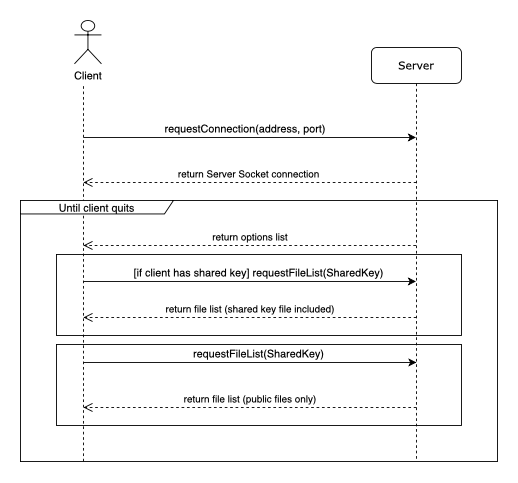 Client
Server
requestConnection(address, port)
return Server Socket connection
Until client quits
return options list
[if client has shared key] requestFileList(SharedKey)
return file list (shared key file included)
requestFileList(SharedKey)
return file list (public files only)